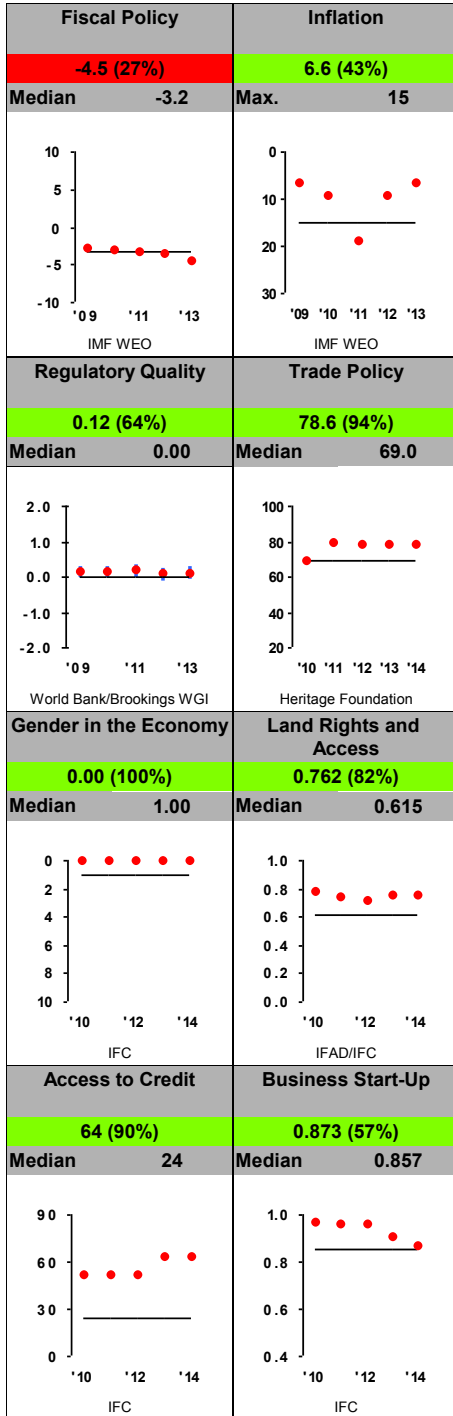 Fiscal Policy
-4.5 (27%)
Median -3.2
10
5
0
-5
-10
'09 '11 '13
IMF WEO
Inflation
6.6 (43%)
Max. 15
0
10
20
30
'09 '10 '11 '12 '13
IMF WEO
Regulatory Quality
0.12 (64%)
Median 0.00
2.0
1.0
0.0
-1.0
-2.0
'09 '11 '13
World Bank/Brookings WGI
Trade Policy
78.6 (94%)
Median 69.0
100
80
60
40
20
'10 '11 '12 '13 '14
Heritage Foundation
Gender in the Economy
0.00 (100%)
Median 1.00
0
2
4
6
8
10
'10 '12 '14
IFC
Land Rights and
Access
0.762 (82%)
Median 0.615
1.0
0.8
0.6
0.4
0.2
0.0
'10 '12 '14
IFAD/IFC
Access to Credit
64 (90%)
Median 24
90
60
30
0
'10 '12 '14
IFC
Business Start-Up
0.873 (57%)
Median 0.857
1.0
0.8
0.6
0.4
'10 '12 '14
IFC